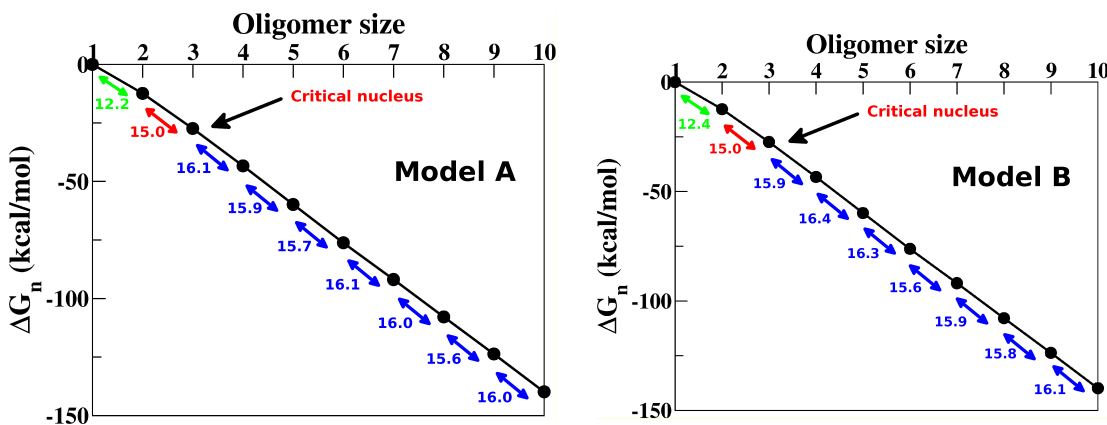 Oligomer size
1 2 3 4 5 6 7 8 9 10
0
-50
-100
-150
ΔGn (kcal/mol)
Critical nucleus
Model A
12.2
15.0
16.1
15.9
15.7
16.1
16.0
15.6
16.0
Oligomer size
1 2 3 4 5 6 7 8 9 10
0
-50
-100
-150
ΔGn (kcal/mol)
Critical nucleus
Model B
12.4
15.0
15.9
16.4
16.3
15.6
15.9
15.8
16.1